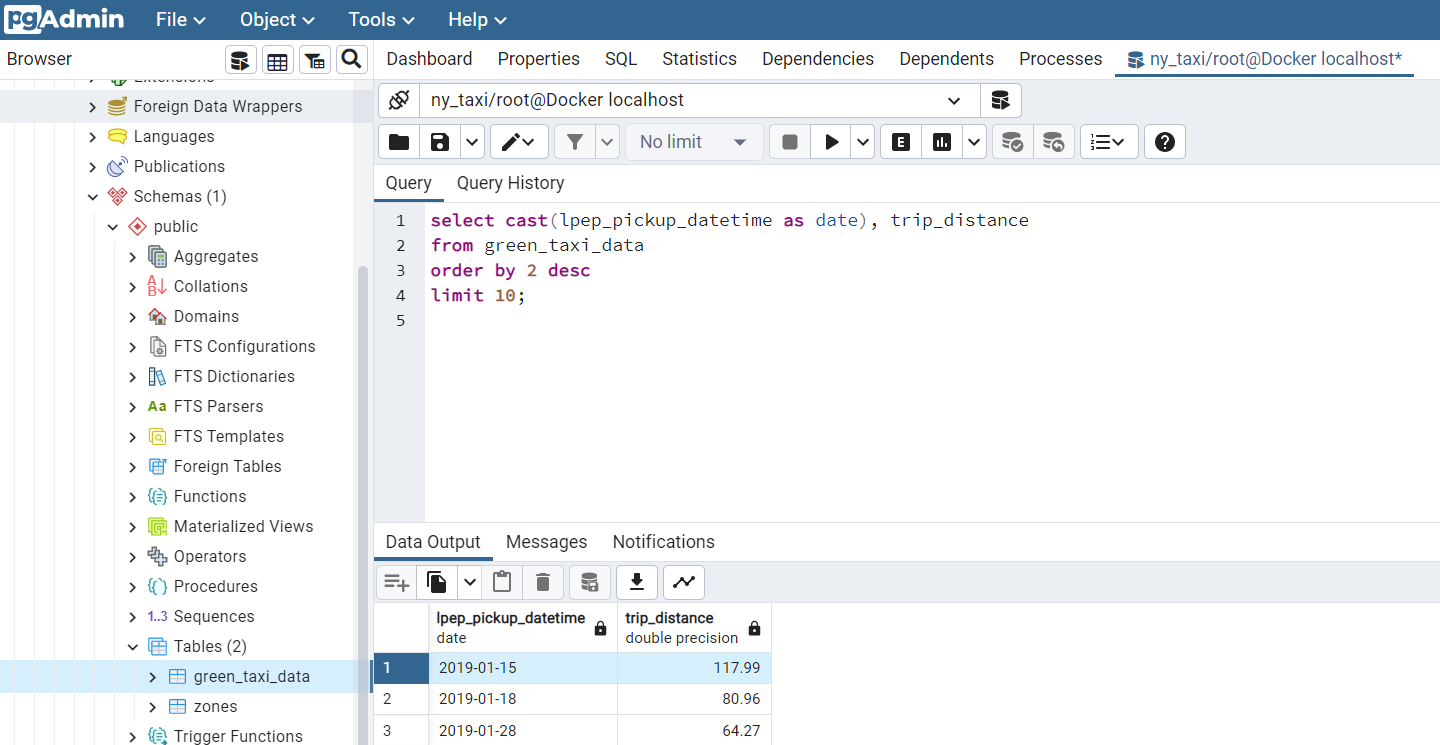 pgAdmin File Object Tools Help
Browser
Dashboard Properties SQL Statistics Dependencies Dependents Processes ny_taxi/root@Docker localhost*
Extensions
Foreign Data Wrappers
Languages
Publications
Schemas (1)
public
Aggregates
Collations
Domains
FTS Configurations
FTS Dictionaries
Aa FTS Parsers
FTS Templates
Foreign Tables
Functions
Materialized Views
Operators
Procedures
1..3 Sequences
Tables (2)
green_taxi_data
zones
Trigger Functions
ny_taxi/root@Docker localhost
No limit E
Query Query History
1 select cast(lpep_pickup_datetime as date), trip_distance
2 from green_taxi_data
3 order by 2 desc
4 limit 10;
5
Data Output Messages Notifications
lpep_pickup_datetime trip_distance
date double precision
1 2019-01-15 117.99
2 2019-01-18 80.96
3 2019-01-28 64.27